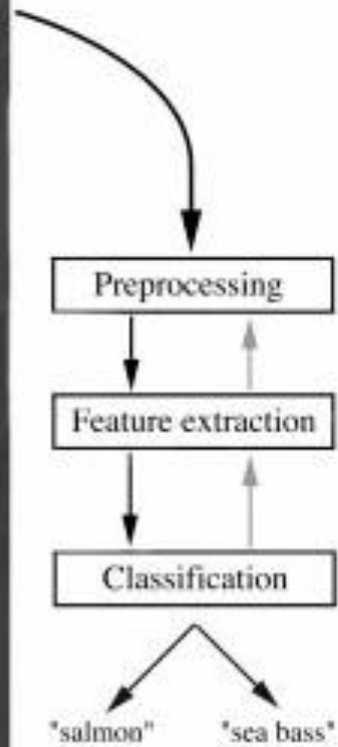 Preprocessing
Feature extraction
Classification
"salmon" "sea bass"